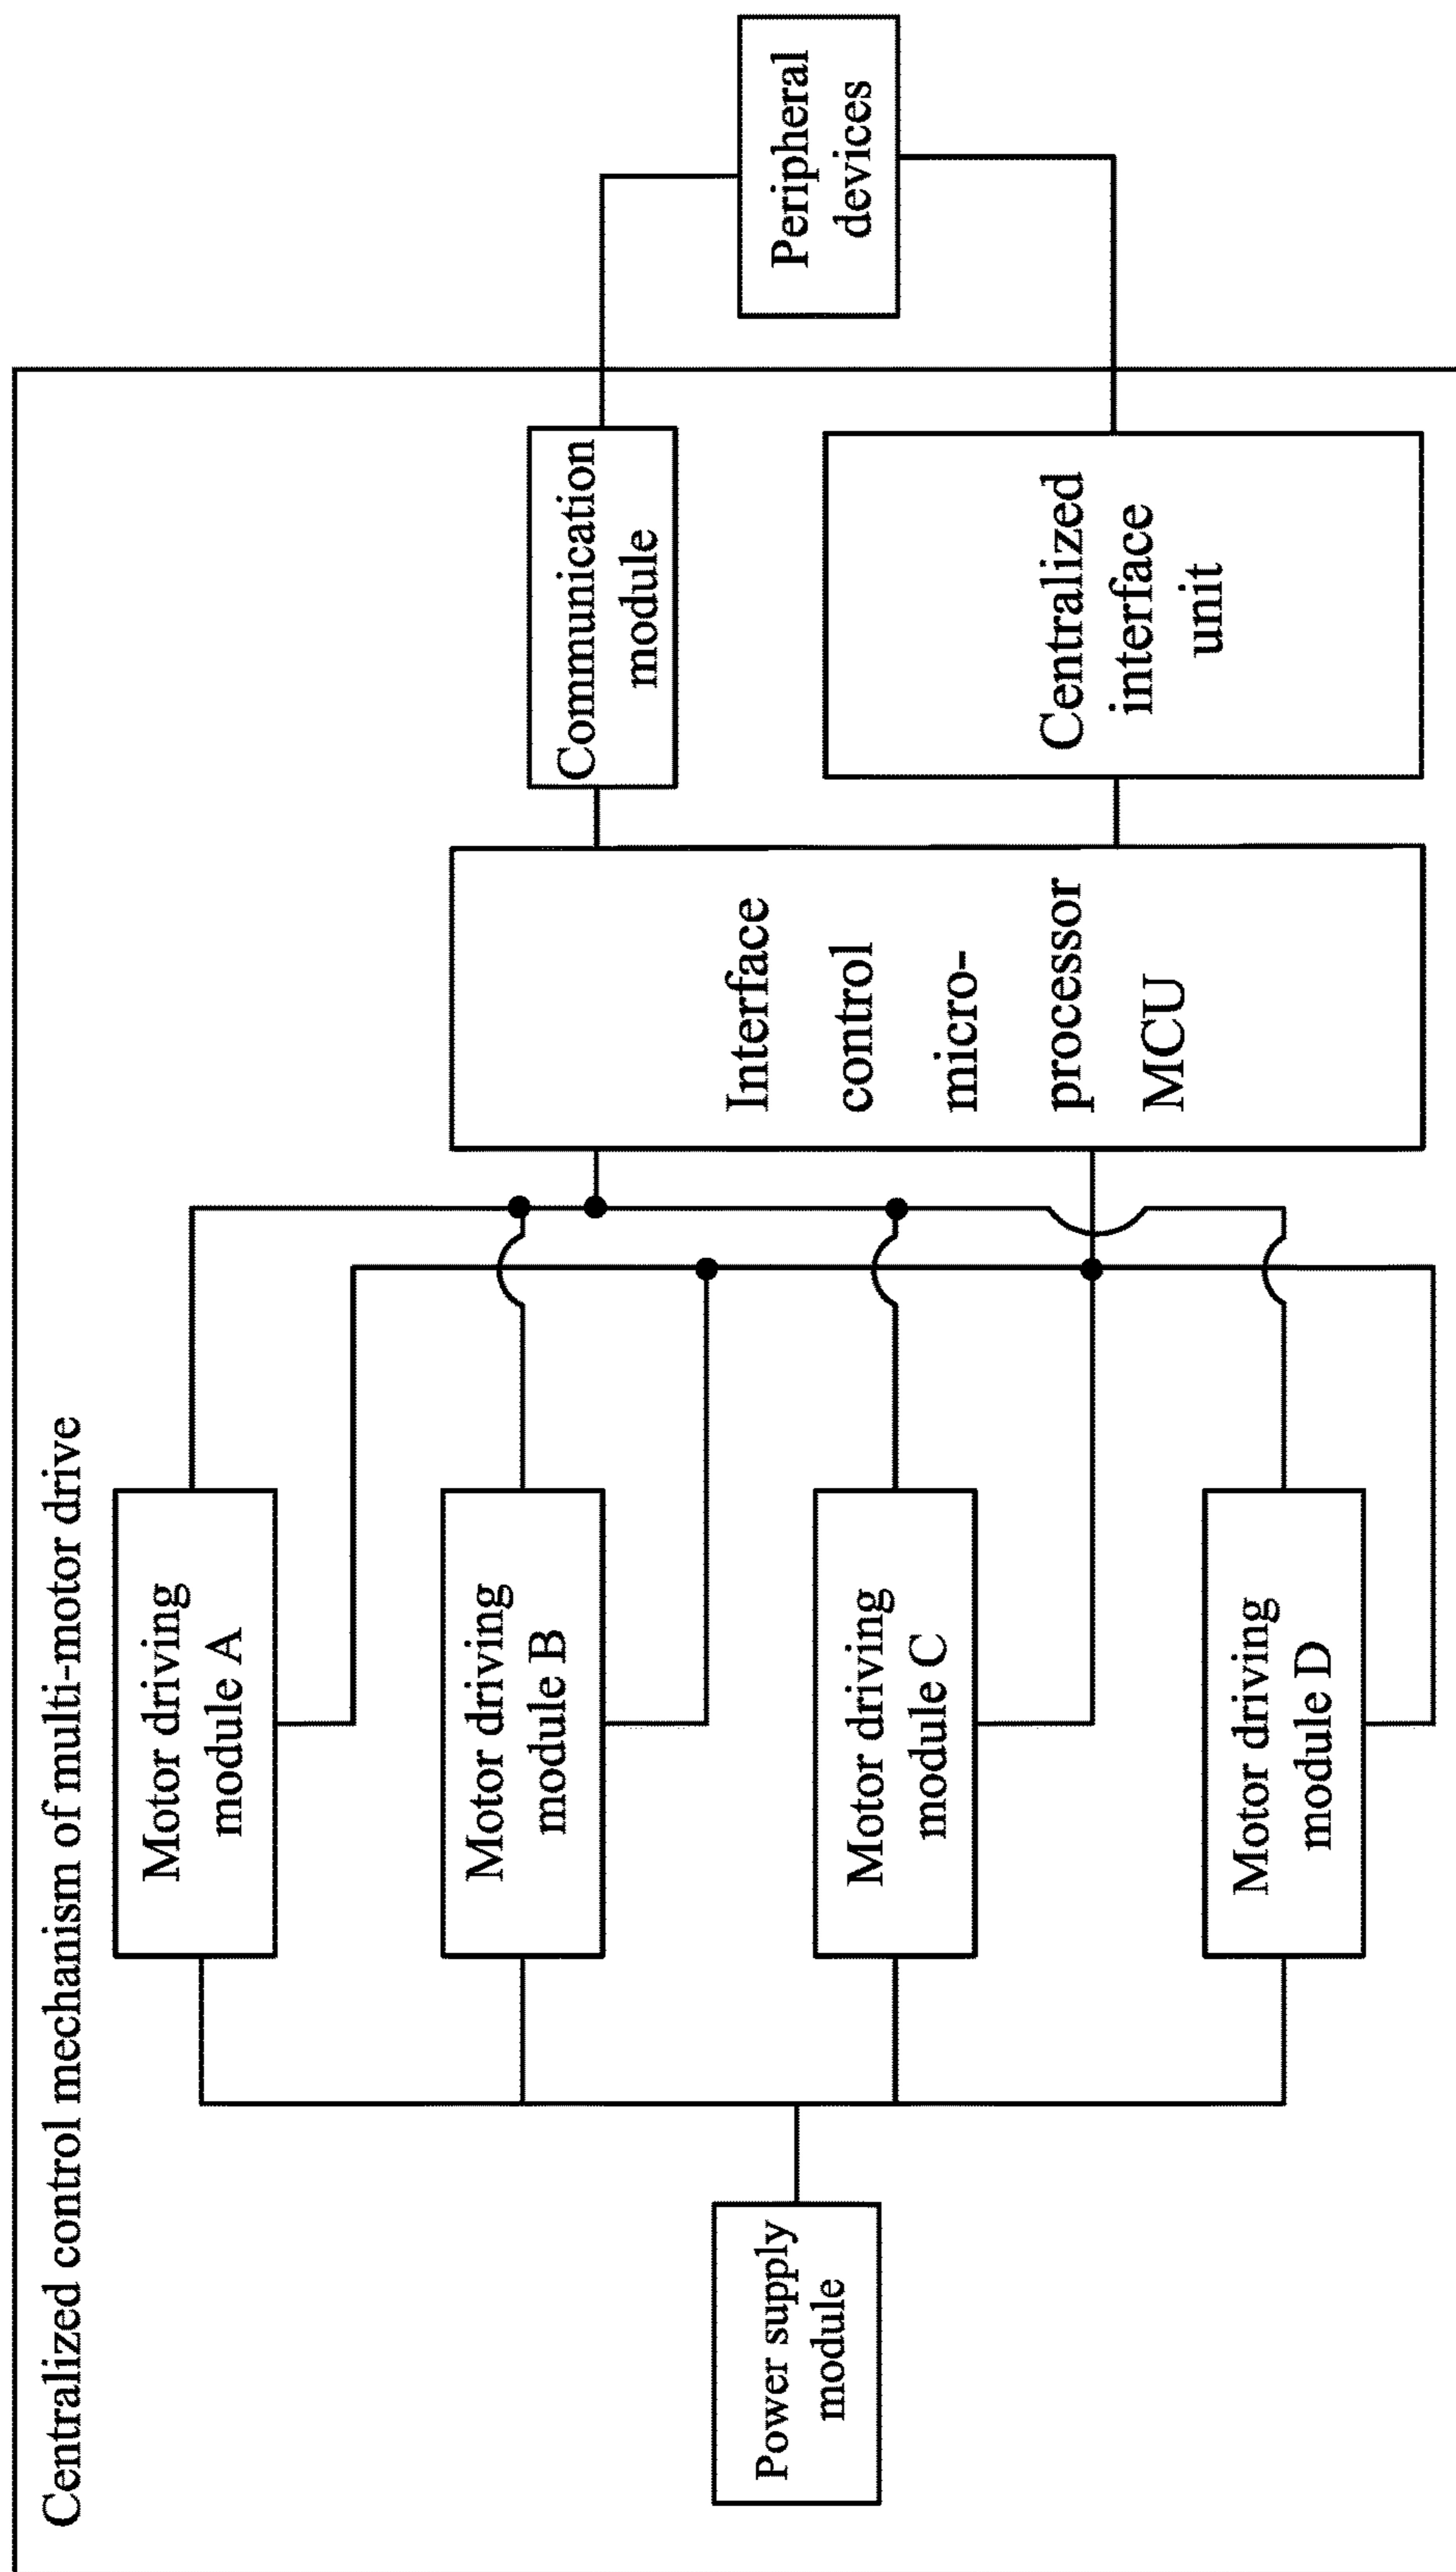 Centralized control mechanism of multi-motor drive
Power supply
module
Motor driving
module A
Motor driving
module B
Motor driving
module C
Motor driving
module D
Interface
control
micro-
processor
MCU
Communication
module
Centralized
interface
unit
Peripheral
devices